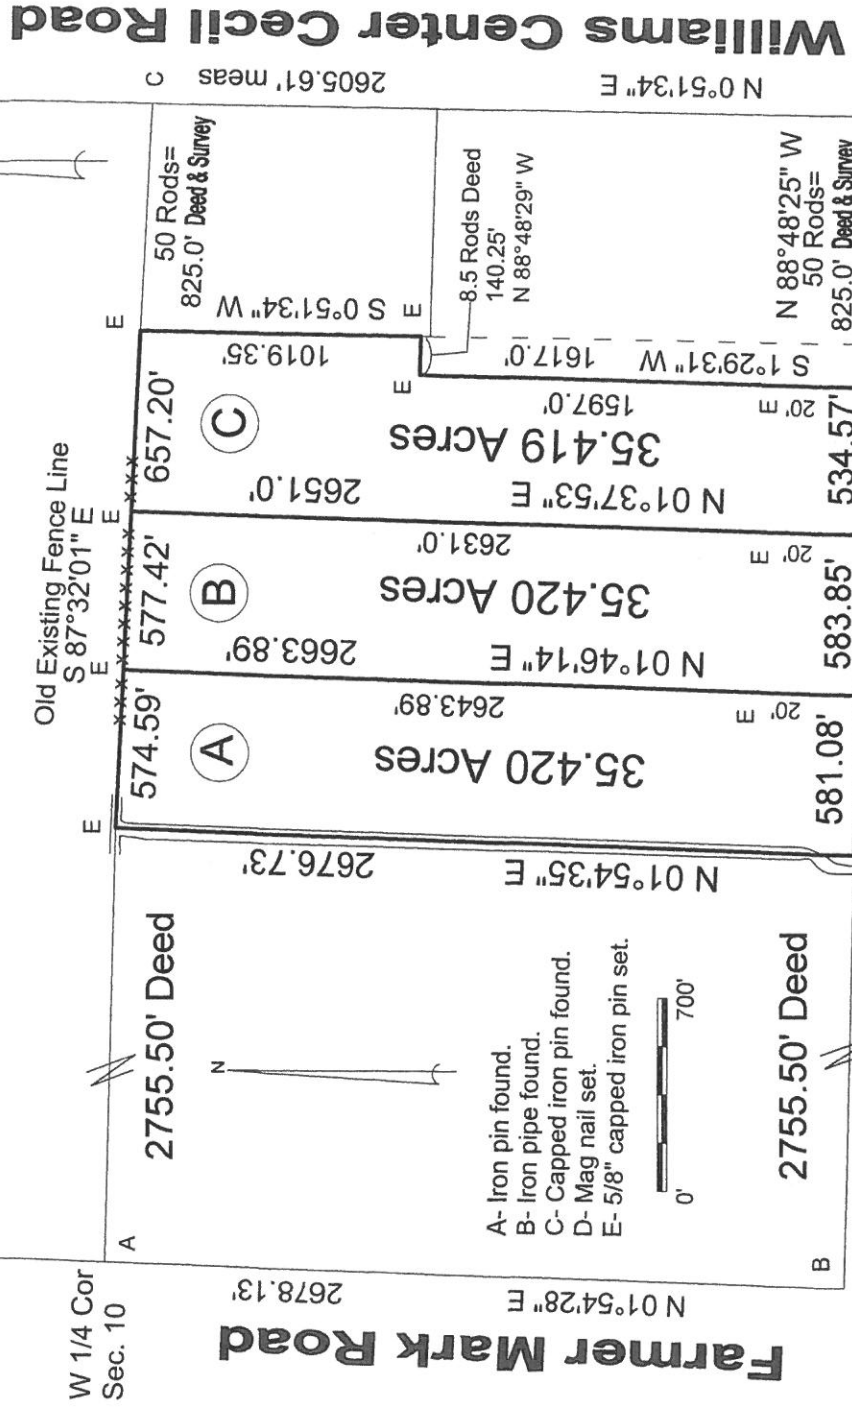 Williams Center Cecil Road
C
2605.61' meas
N 0°51'34" E
50 Rods=
825.0' Deed & Survey
8.5 Rods Deed
140.25'
N 88°48'29" W
N 88°48'25" W
50 Rods=
825.0' Deed & Survey
E
S 0°51'34" W
E
1019.35'
E
1617.0'
S 1°29'31" W
657.20'
C
1597.0'
20'
E
35.419 Acres
534.57'
Old Existing Fence Line
S 87°32'01" E
E
2651.0'
N 01°37'53" E
577.42'
B
2631.0'
20'
E
35.420 Acres
583.85'
E
2663.89'
N 01°46'14" E
574.59'
A
2643.89'
20'
E
35.420 Acres
581.08'
E
2676.73'
N 01°54'35" E
2755.50' Deed
N
A- Iron pin found.
B- Iron pipe found.
C- Capped iron pin found.
D- Mag nail set.
E- 5/8" capped iron pin set.
0'
700'
2755.50' Deed
W 1/4 Cor
Sec. 10
A
B
2678.13'
N 01°54'28" E
Farmer Mark Road